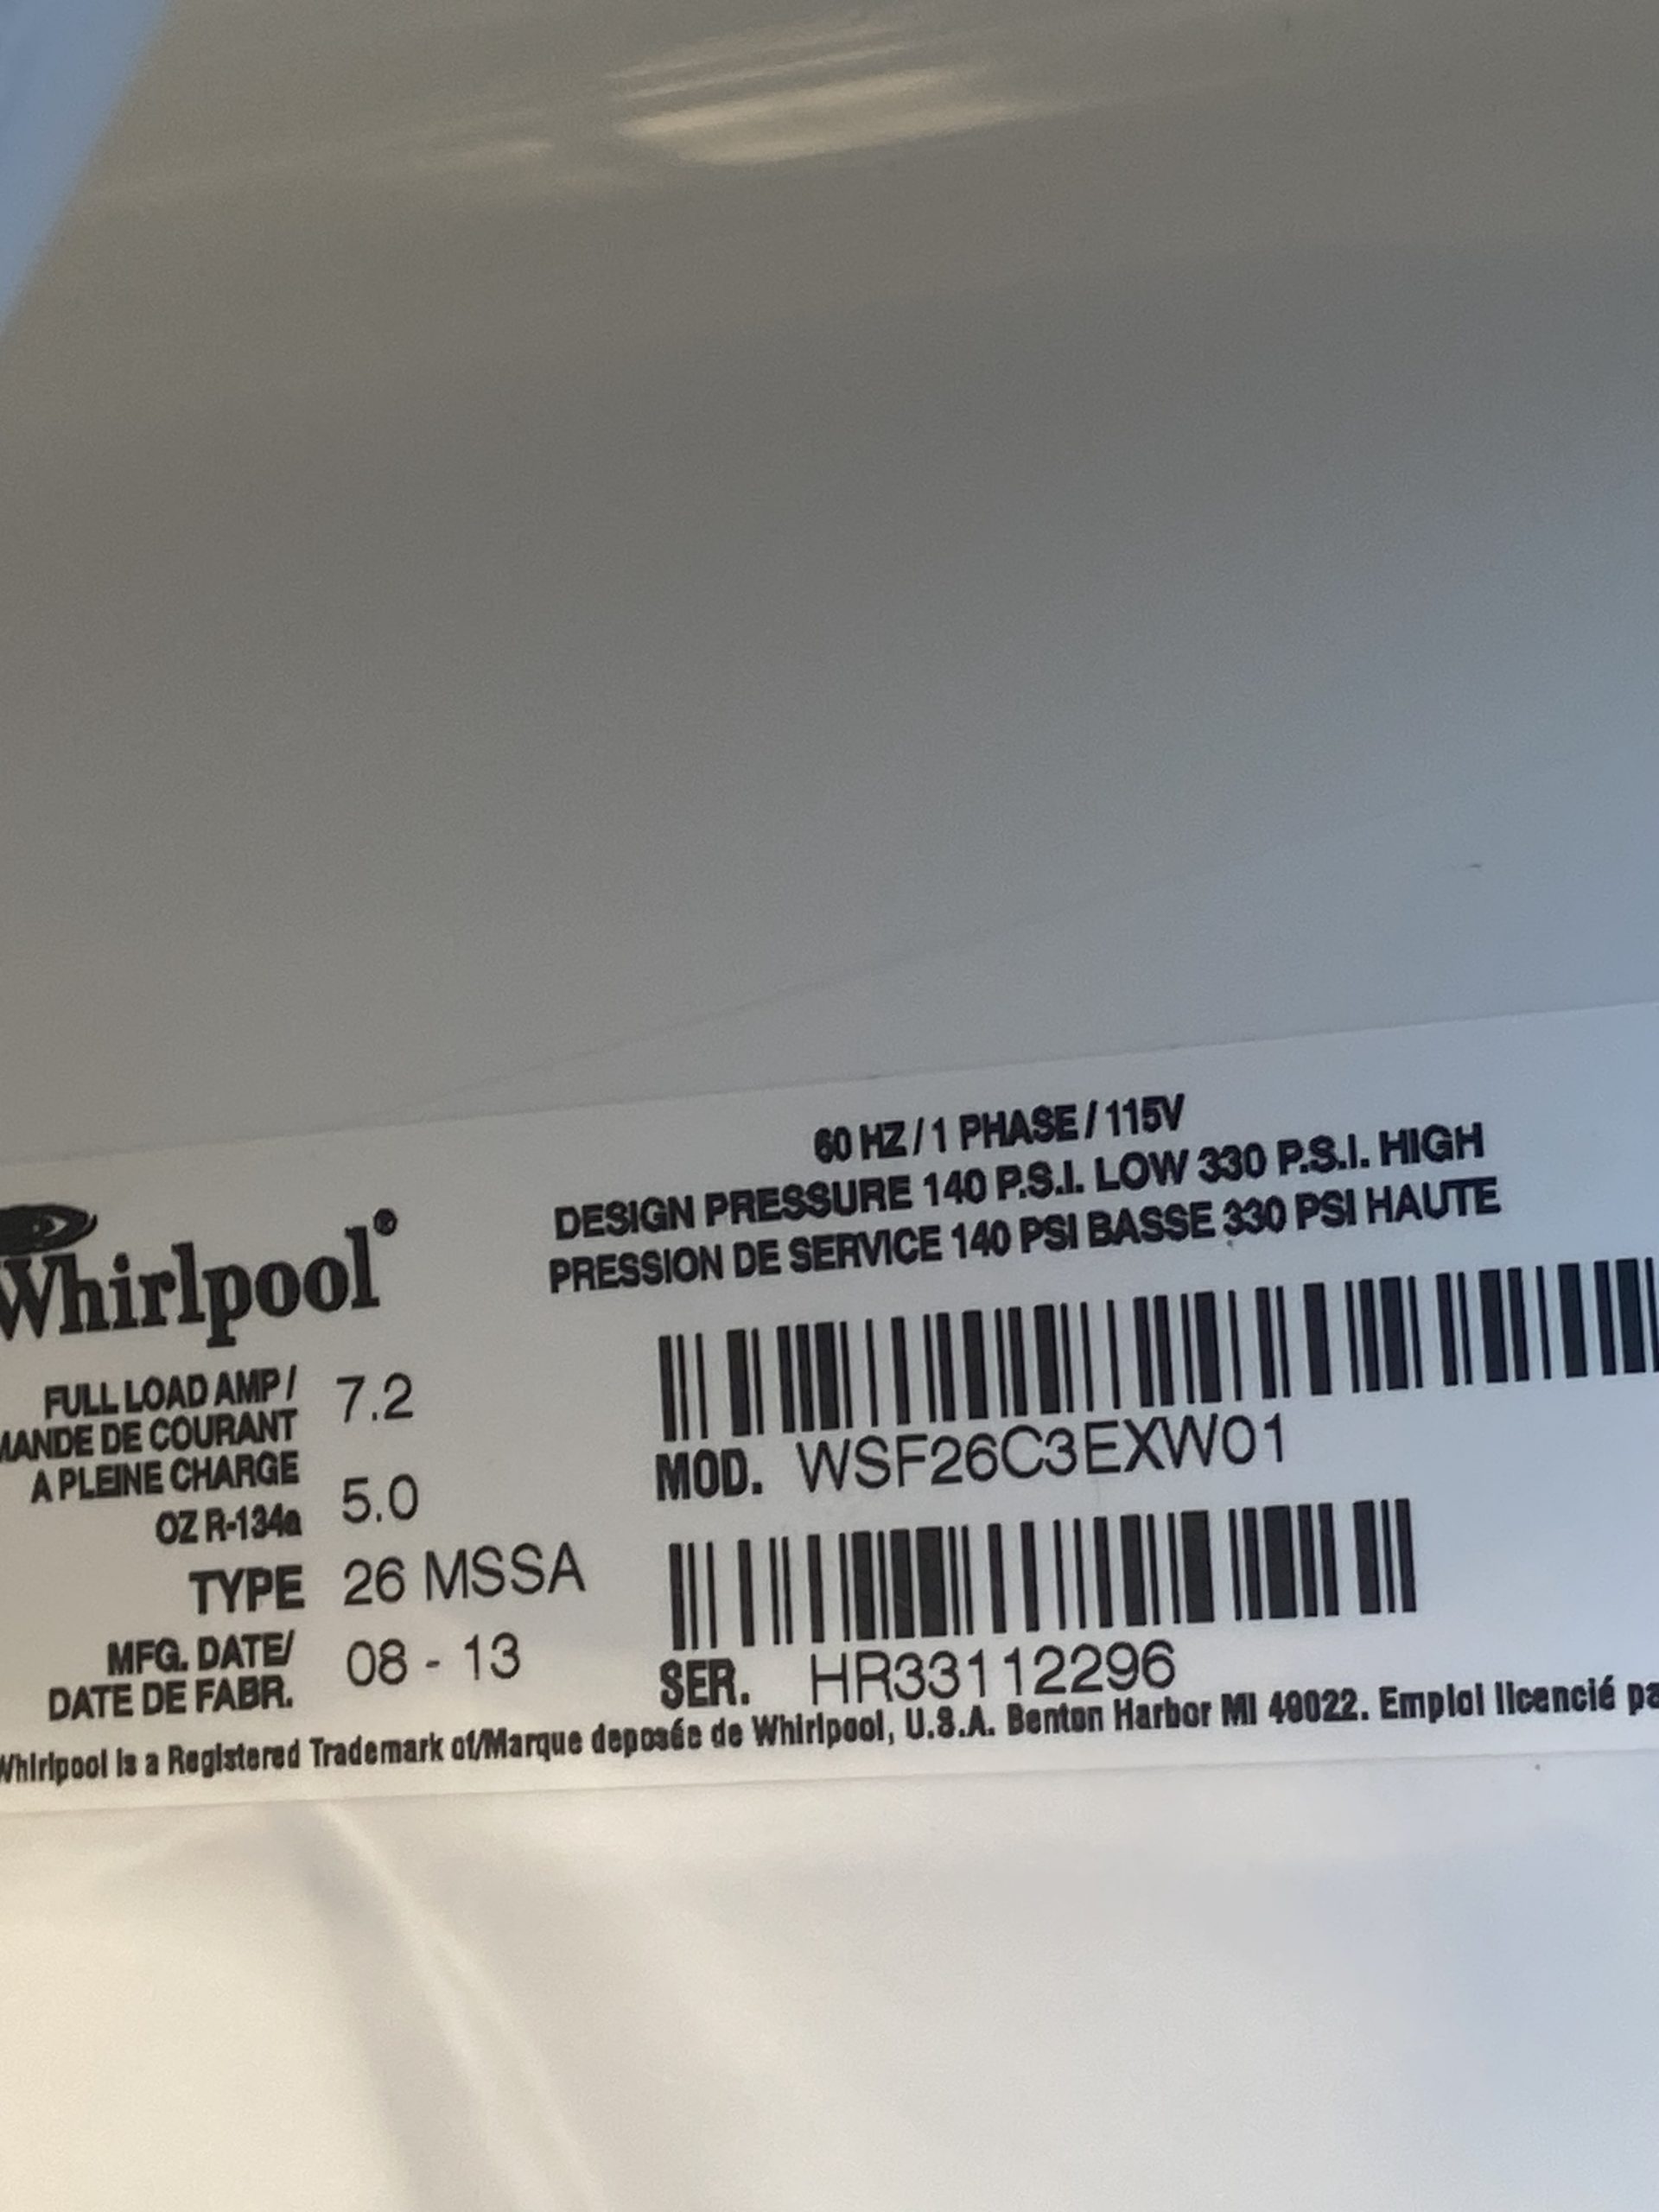 60 HZ / 1 PHASE / 115V
DESIGN PRESSURE 140 P.S.I. LOW 330 P.S.I. HIGH
PRESSION DE SERVICE 140 PSI BASSE 330 PSI HAUTE
Whirlpool®
FULL LOAD AMP /
MANDE DE COURANT
A PLEINE CHARGE
7.2
OZ R-134a 5.0
TYPE 26 MSSA
MFG. DATE/
DATE DE FABR.
08 - 13
MOD. WSF26C3EXW01
SER. HR33112296
Whirlpool is a Registered Trademark of/Marque deposée de Whirlpool, U.S.A. Benton Harbor MI 49022. Emploi licencié pa